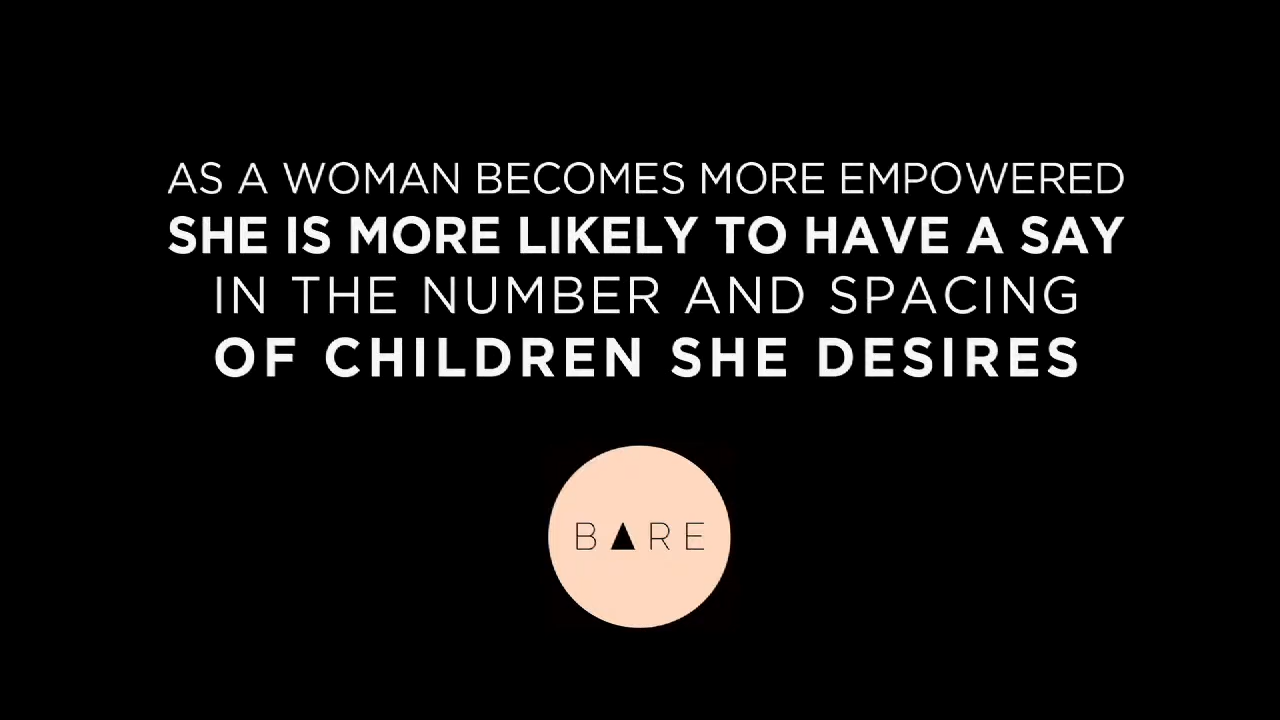 AS A WOMAN BECOMES MORE EMPOWERED
SHE IS MORE LIKELY TO HAVE A SAY
IN THE NUMBER AND SPACING
OF CHILDREN SHE DESIRES
BARE